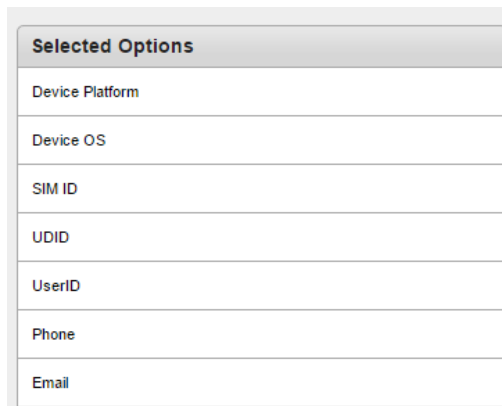 Selected Options
Device Platform
Device OS
SIM ID
UDID
UserID
Phone
Email